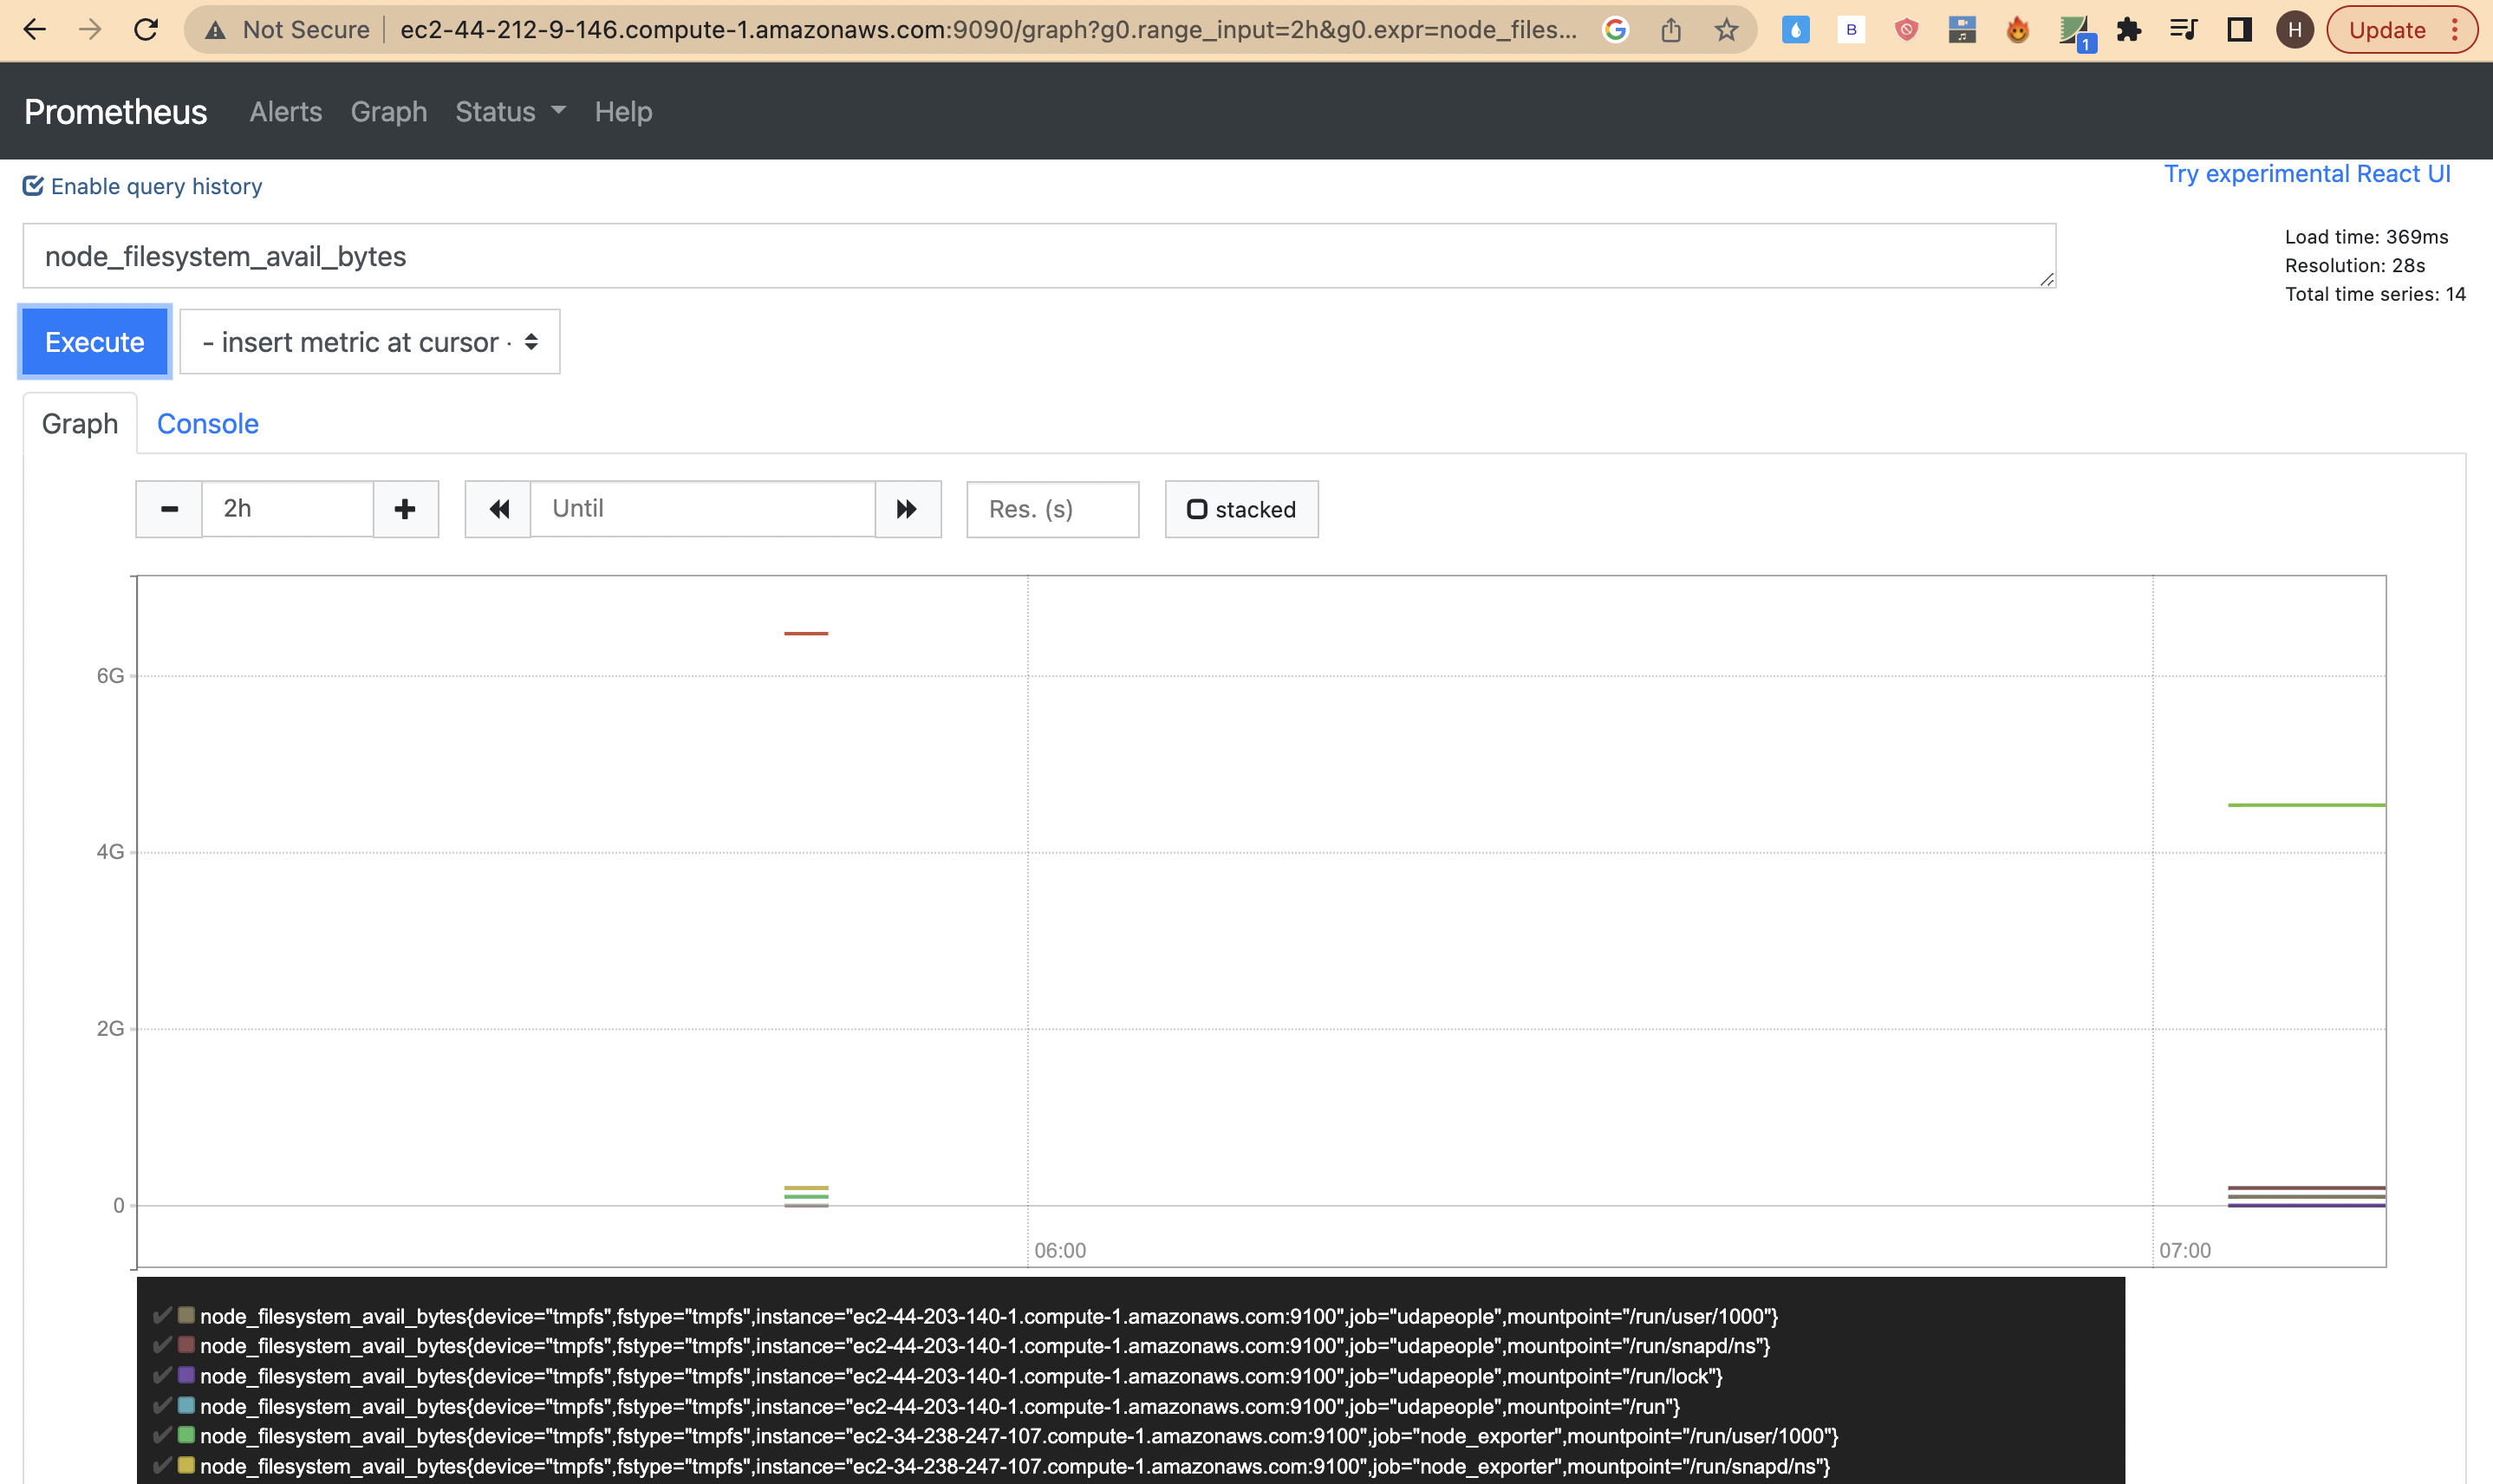 Not Secure | ec2-44-212-9-146.compute-1.amazonaws.com:9090/graph?g0.range_input=2h&g0.expr=node_files...
B
1
H
Update
Prometheus Alerts Graph Status Help
Enable query history
Try experimental React UI
node_filesystem_avail_bytes
Load time: 369ms
Resolution: 28s
Total time series: 14
Execute
- insert metric at cursor -
Graph Console
2h
Until
Res. (s)
stacked
6G
4G
2G
0
06:00
07:00
node_filesystem_avail_bytes{device="tmpfs",fstype="tmpfs",instance="ec2-44-203-140-1.compute-1.amazonaws.com:9100",job="udapeople",mountpoint="/run/user/1000"}
node_filesystem_avail_bytes{device="tmpfs",fstype="tmpfs",instance="ec2-44-203-140-1.compute-1.amazonaws.com:9100",job="udapeople",mountpoint="/run/snapd/ns"}
node_filesystem_avail_bytes{device="tmpfs",fstype="tmpfs",instance="ec2-44-203-140-1.compute-1.amazonaws.com:9100",job="udapeople",mountpoint="/run/lock"}
node_filesystem_avail_bytes{device="tmpfs",fstype="tmpfs",instance="ec2-44-203-140-1.compute-1.amazonaws.com:9100",job="udapeople",mountpoint="/run"}
node_filesystem_avail_bytes{device="tmpfs",fstype="tmpfs",instance="ec2-34-238-247-107.compute-1.amazonaws.com:9100",job="node_exporter",mountpoint="/run/user/1000"}
node_filesystem_avail_bytes{device="tmpfs",fstype="tmpfs",instance="ec2-34-238-247-107.compute-1.amazonaws.com:9100",job="node_exporter",mountpoint="/run/snapd/ns"}